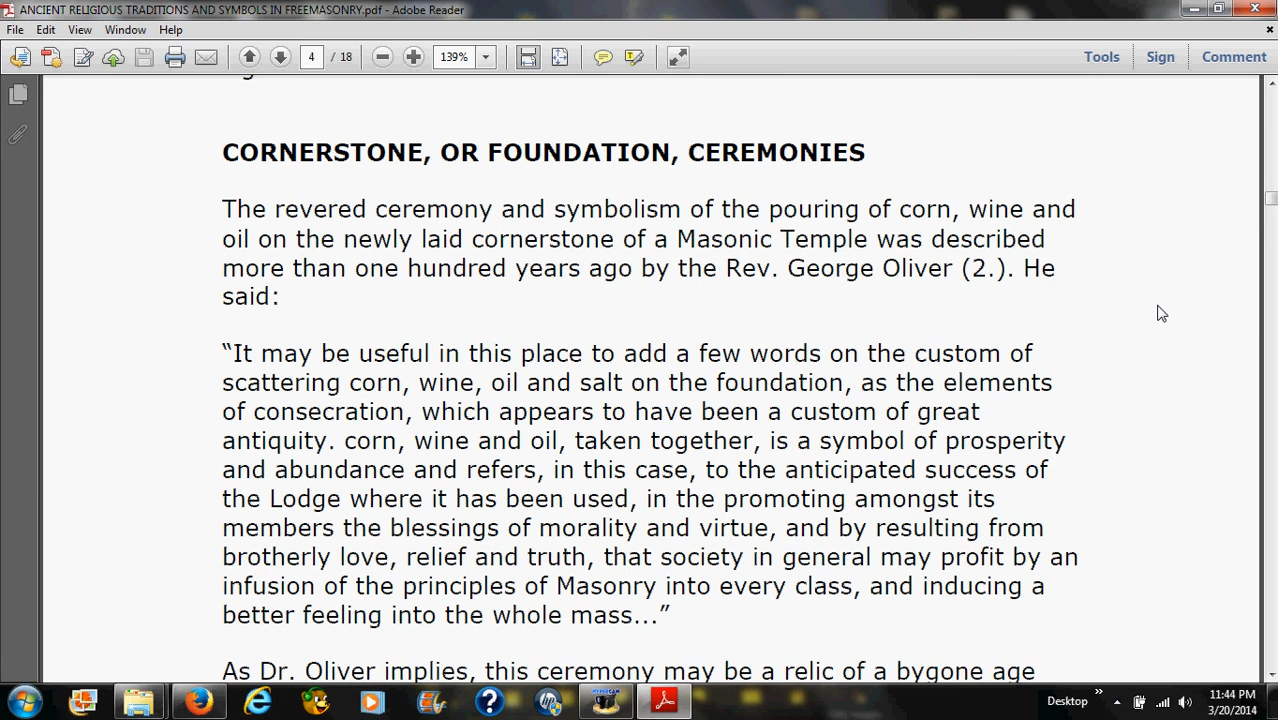 ANCIENT RELIGIOUS TRADITIONS AND SYMBOLS IN FREEMASONRY.pdf - Adobe Reader
File Edit View Window Help
4 / 18 139% Tools Sign Comment
CORNERSTONE, OR FOUNDATION, CEREMONIES
The revered ceremony and symbolism of the pouring of corn, wine and
oil on the newly laid cornerstone of a Masonic Temple was described
more than one hundred years ago by the Rev. George Oliver (2.). He
said:
“It may be useful in this place to add a few words on the custom of
scattering corn, wine, oil and salt on the foundation, as the elements
of consecration, which appears to have been a custom of great
antiquity. corn, wine and oil, taken together, is a symbol of prosperity
and abundance and refers, in this case, to the anticipated success of
the Lodge where it has been used, in the promoting amongst its
members the blessings of morality and virtue, and by resulting from
brotherly love, relief and truth, that society in general may profit by an
infusion of the principles of Masonry into every class, and inducing a
better feeling into the whole mass...”
As Dr. Oliver implies, this ceremony may be a relic of a bygone age
Desktop 11:44 PM
3/20/2014